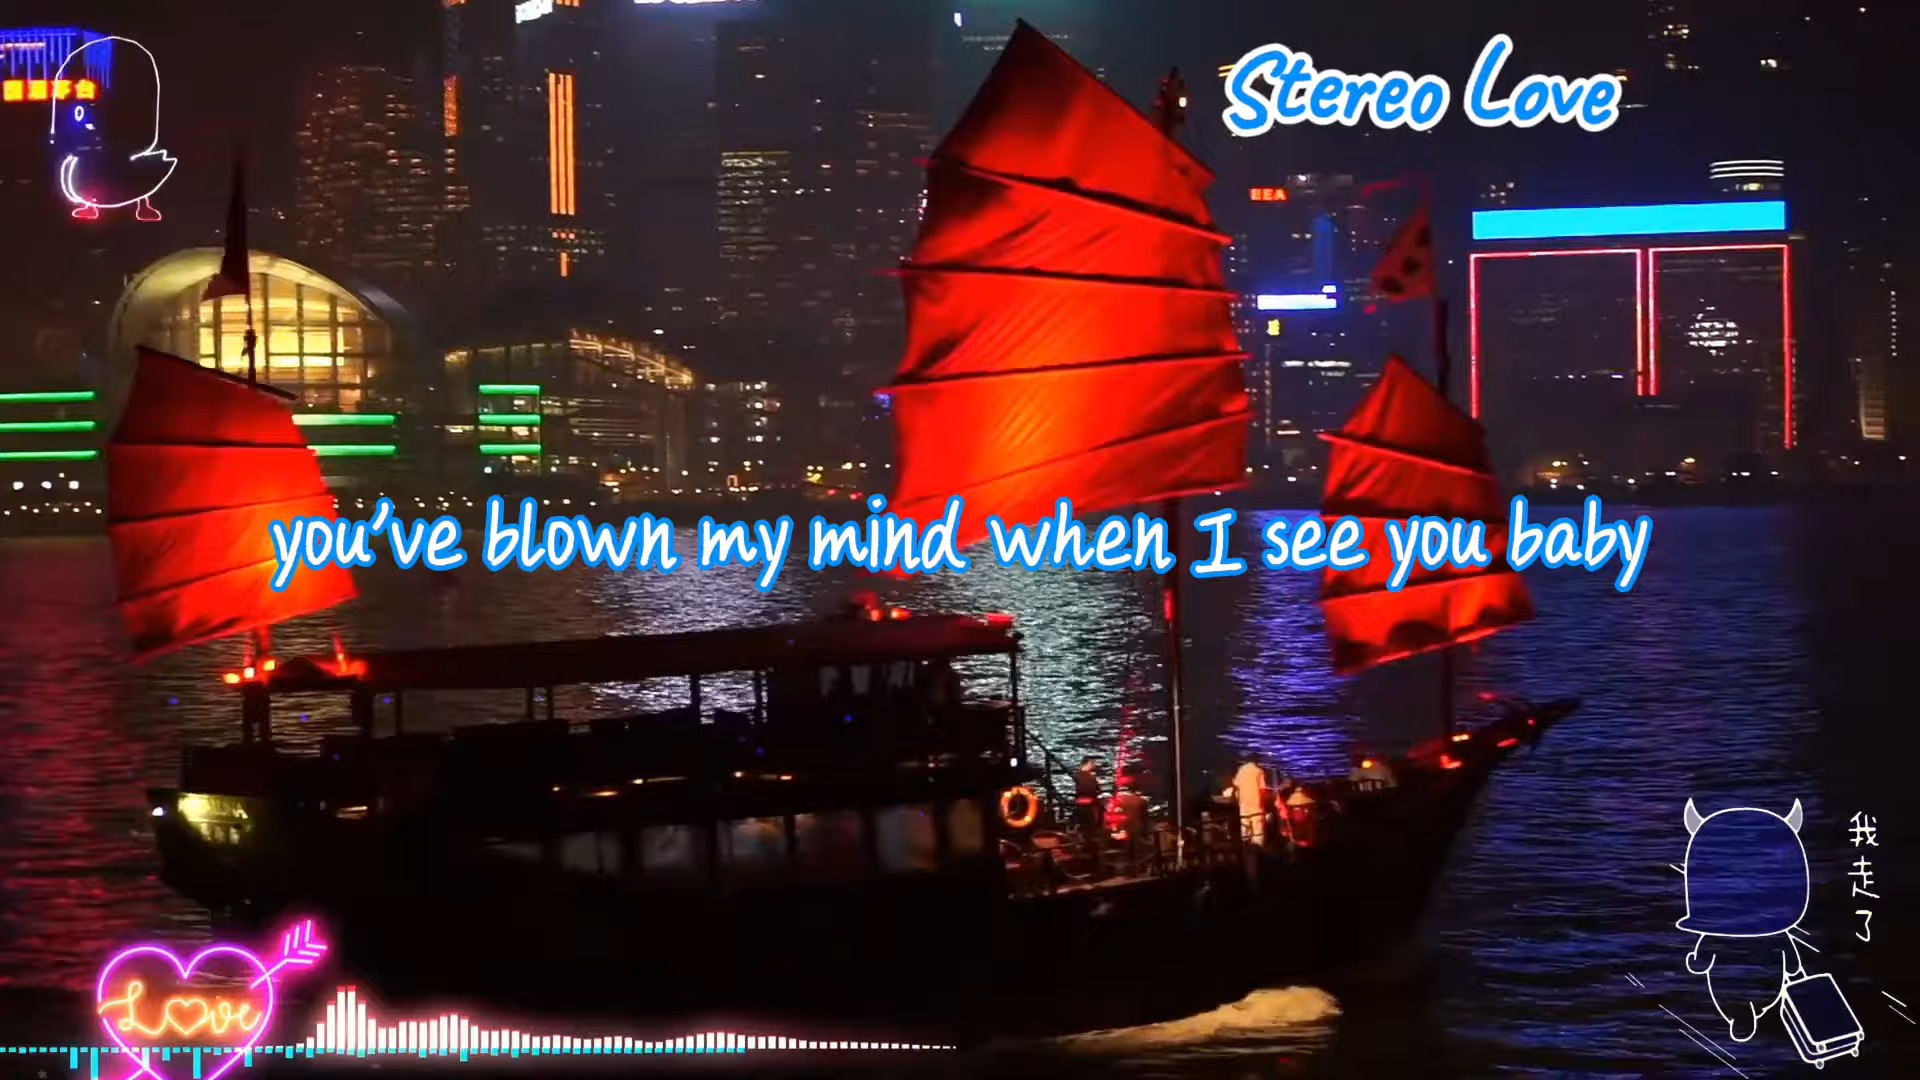 Stereo Love
you've blown my mind when I see you baby
我走了
Love